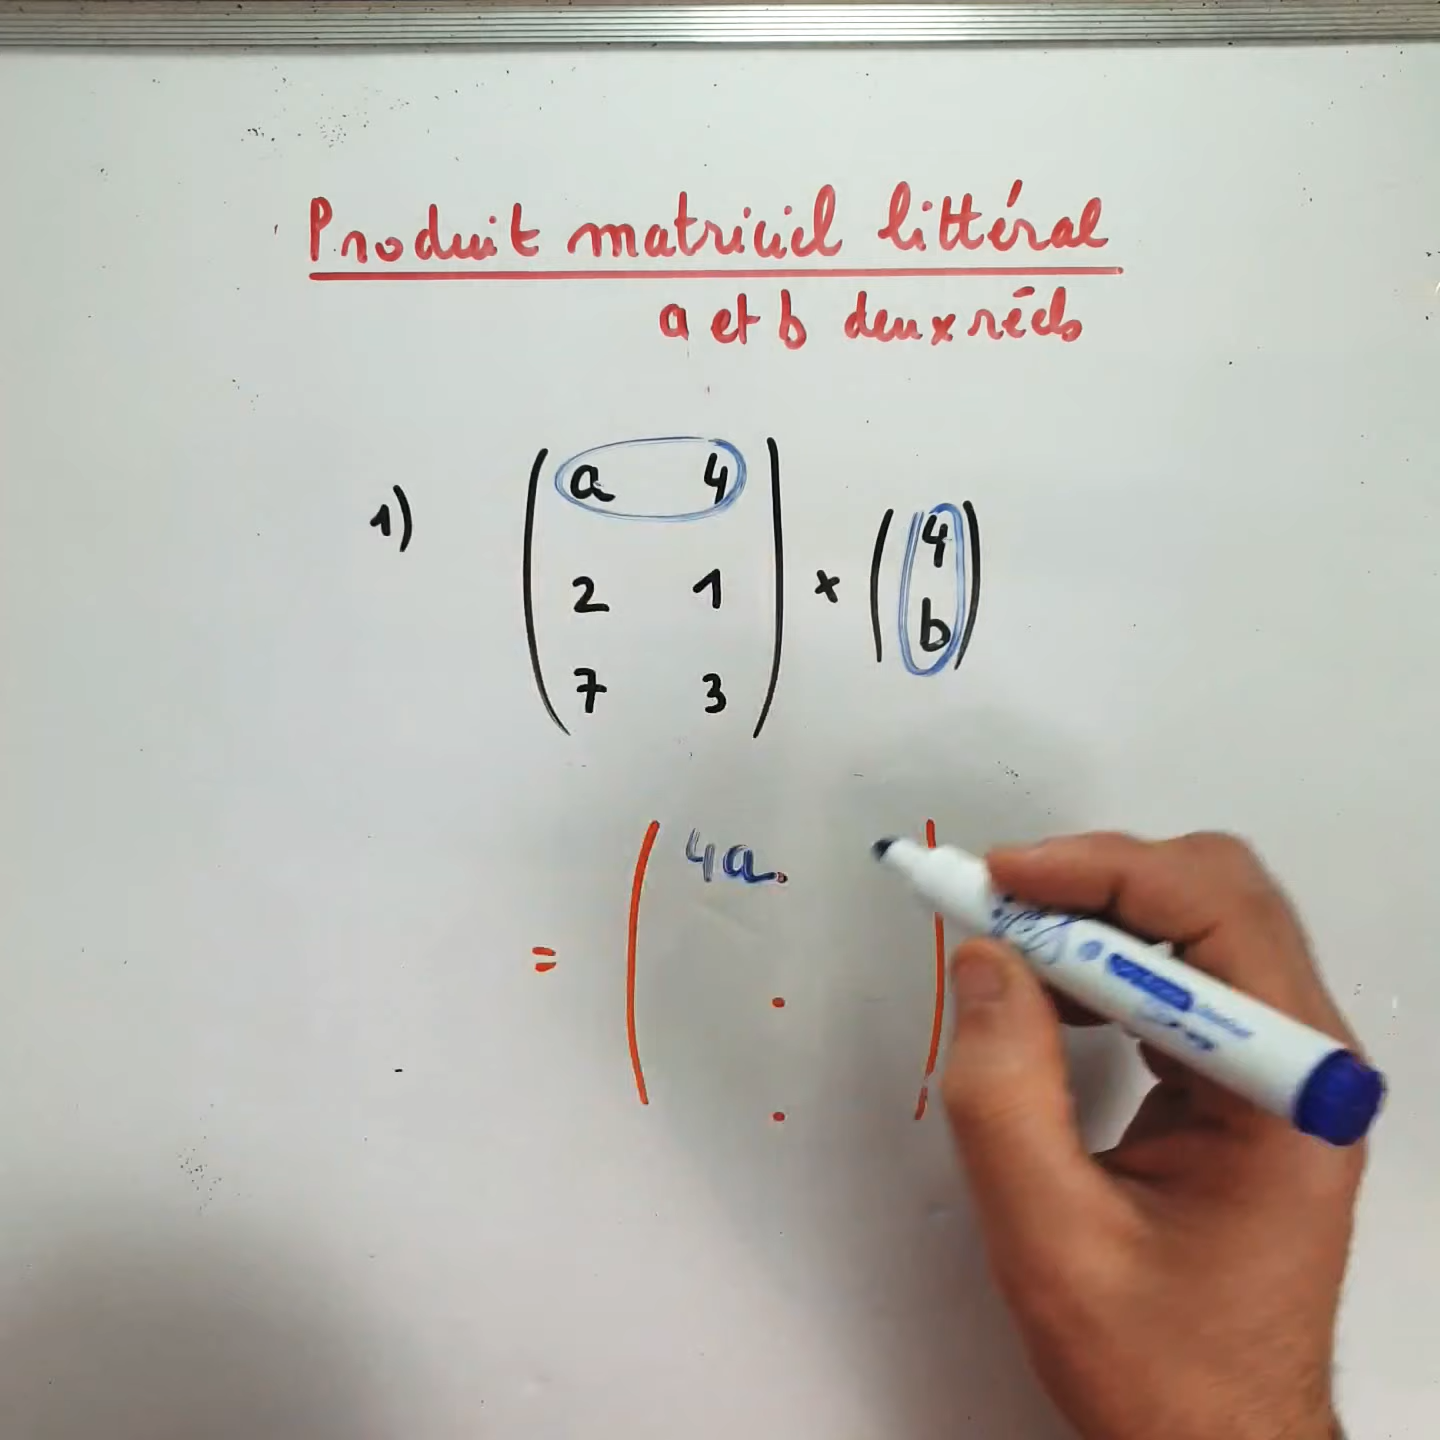 Produit matriciel littéral
a et b deux réels
1)
a 4
2 1
7 3
×
4
b
=
4a